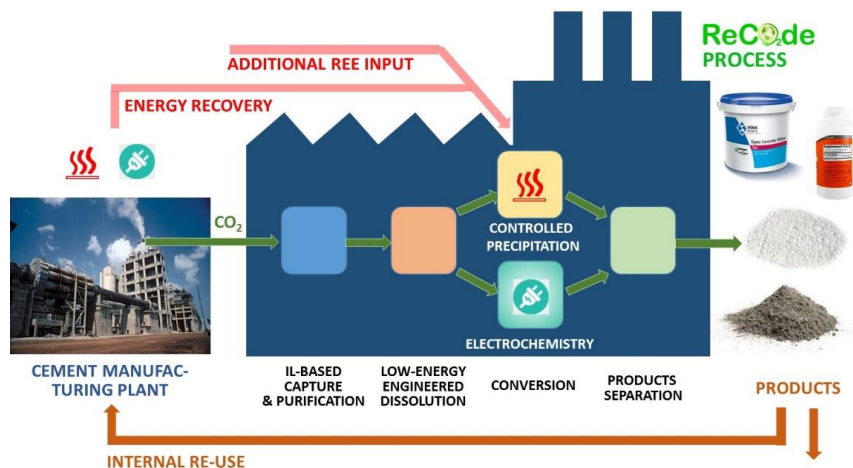 ReCO2de
PROCESS
ADDITIONAL REE INPUT
ENERGY RECOVERY
CO2
CONTROLLED
PRECIPITATION
ELECTROCHEMISTRY
CEMENT MANUFAC-
TURING PLANT
IL-BASED
CAPTURE
& PURIFICATION
LOW-ENERGY
ENGINEERED
DISSOLUTION
CONVERSION
PRODUCTS
SEPARATION
PRODUCTS
INTERNAL RE-USE